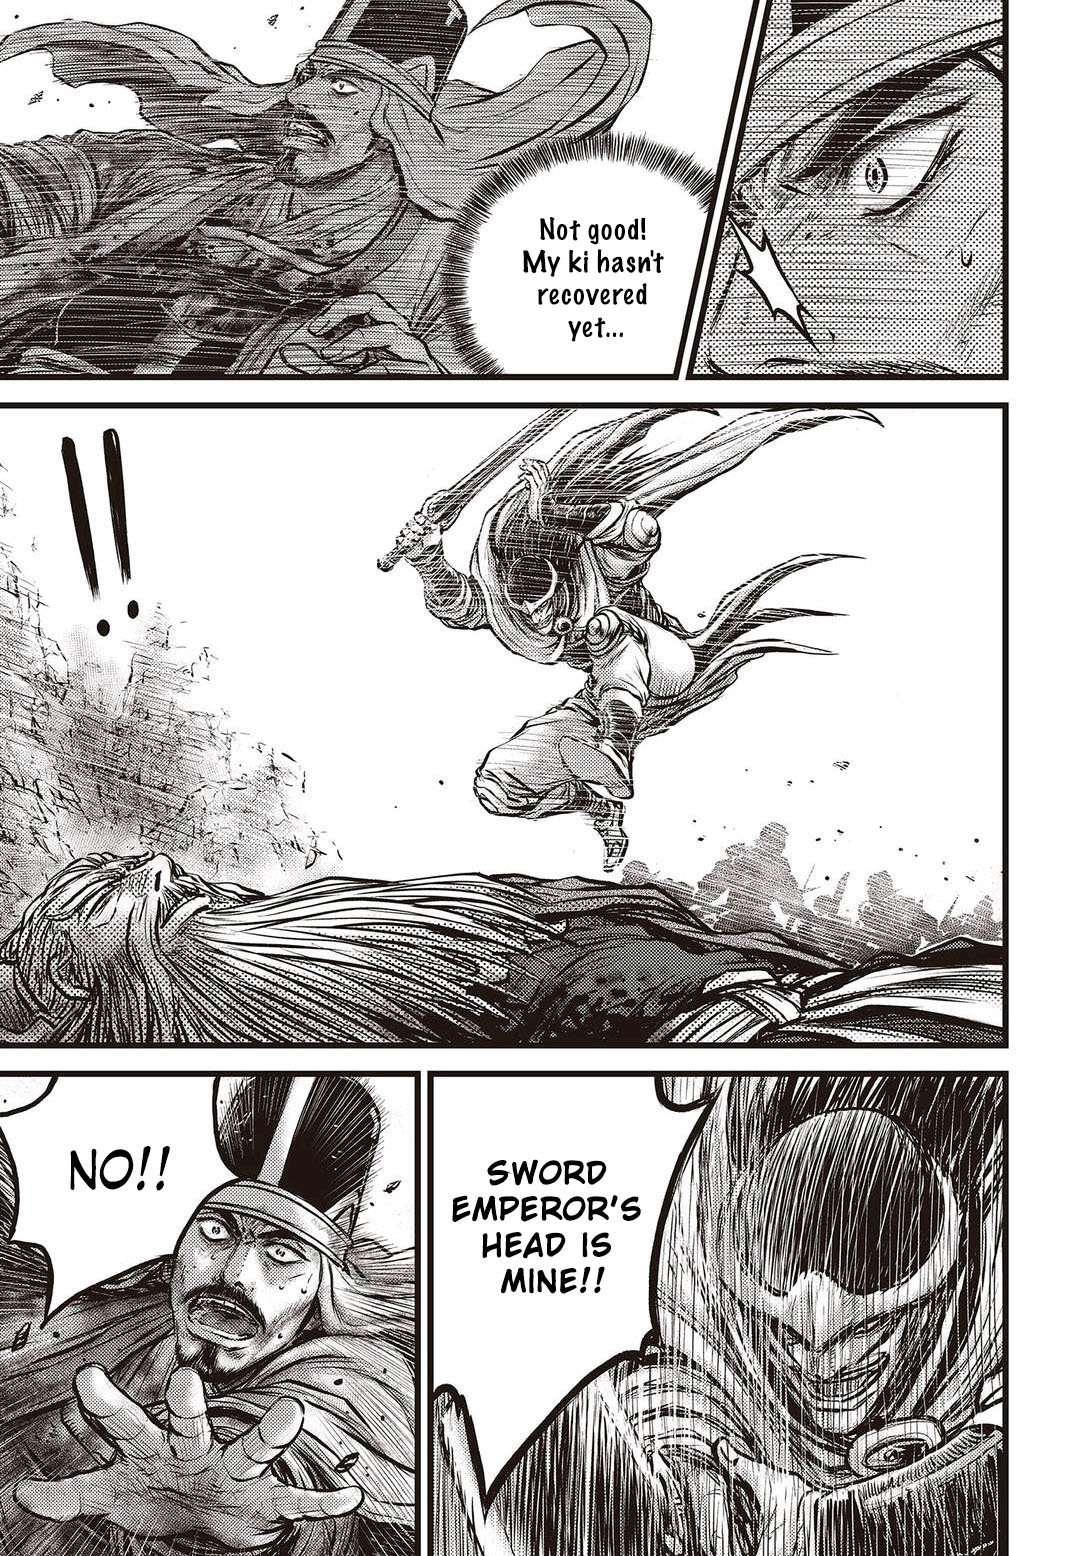 Not good!
My ki hasn't
recovered
yet...
!!
SWORD
EMPEROR'S
HEAD IS
MINE!!
NO!!